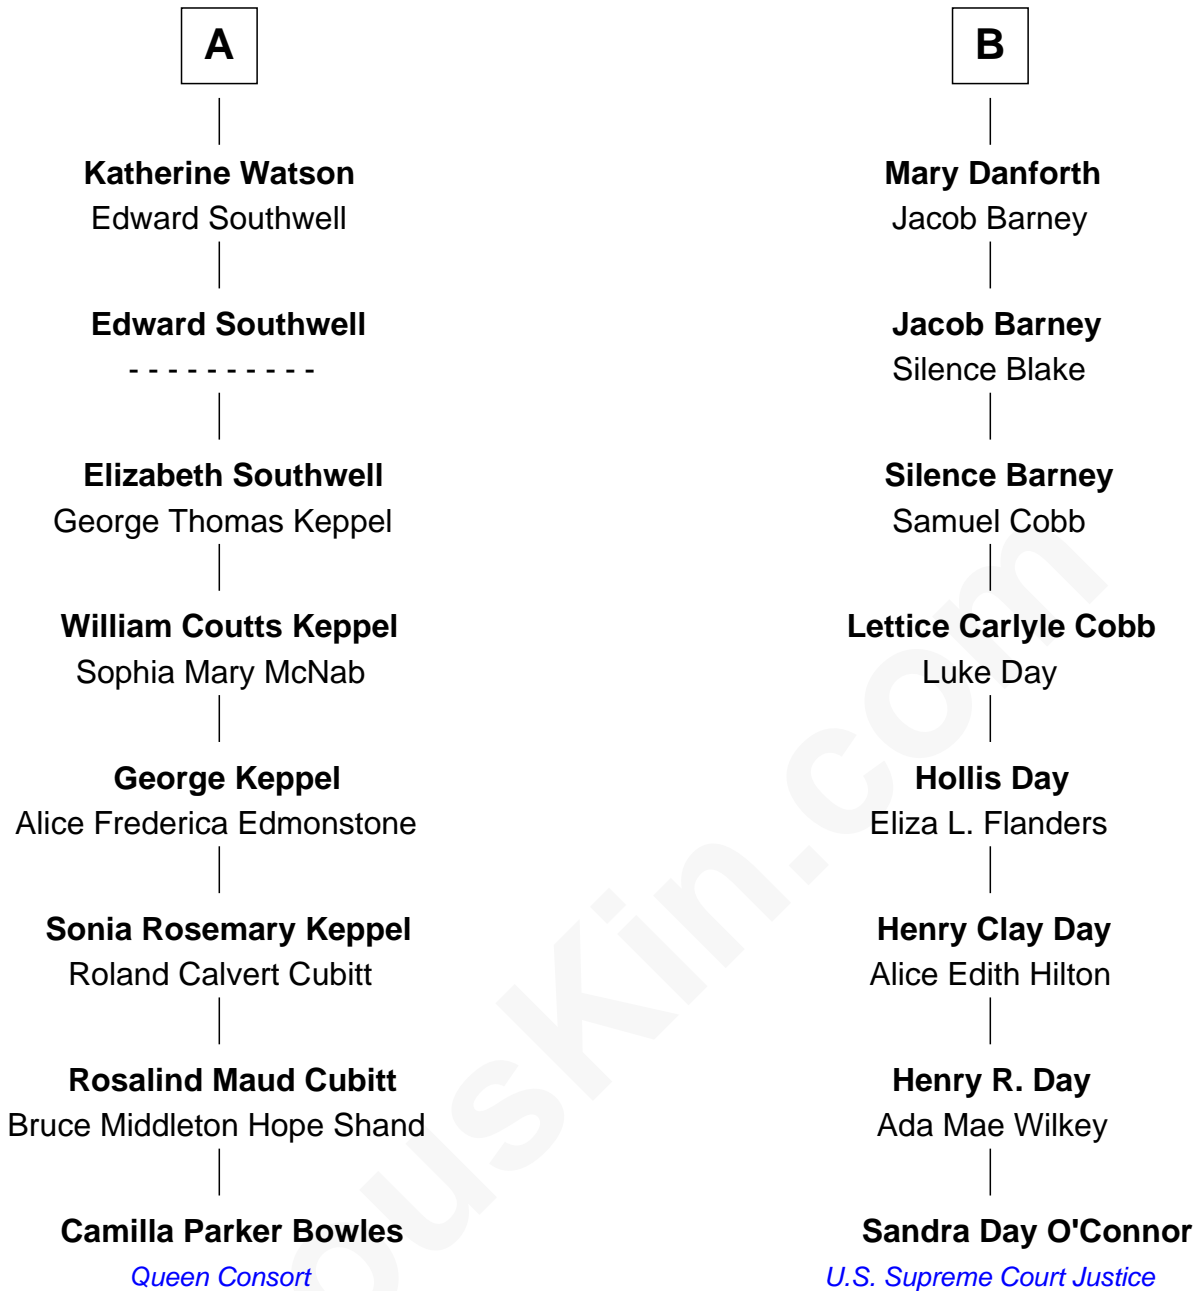 A
Katherine Watson
Edward Southwell
Edward Southwell
- - - - - - - - - -
Elizabeth Southwell
George Thomas Keppel
William Coutts Keppel
Sophia Mary McNab
George Keppel
Alice Frederica Edmonstone
Sonia Rosemary Keppel
Roland Calvert Cubitt
Rosalind Maud Cubitt
Bruce Middleton Hope Shand
Camilla Parker Bowles
Queen Consort
B
Mary Danforth
Jacob Barney
Jacob Barney
Silence Blake
Silence Barney
Samuel Cobb
Lettice Carlyle Cobb
Luke Day
Hollis Day
Eliza L. Flanders
Henry Clay Day
Alice Edith Hilton
Henry R. Day
Ada Mae Wilkey
Sandra Day O'Connor
U.S. Supreme Court Justice
ousKin.com